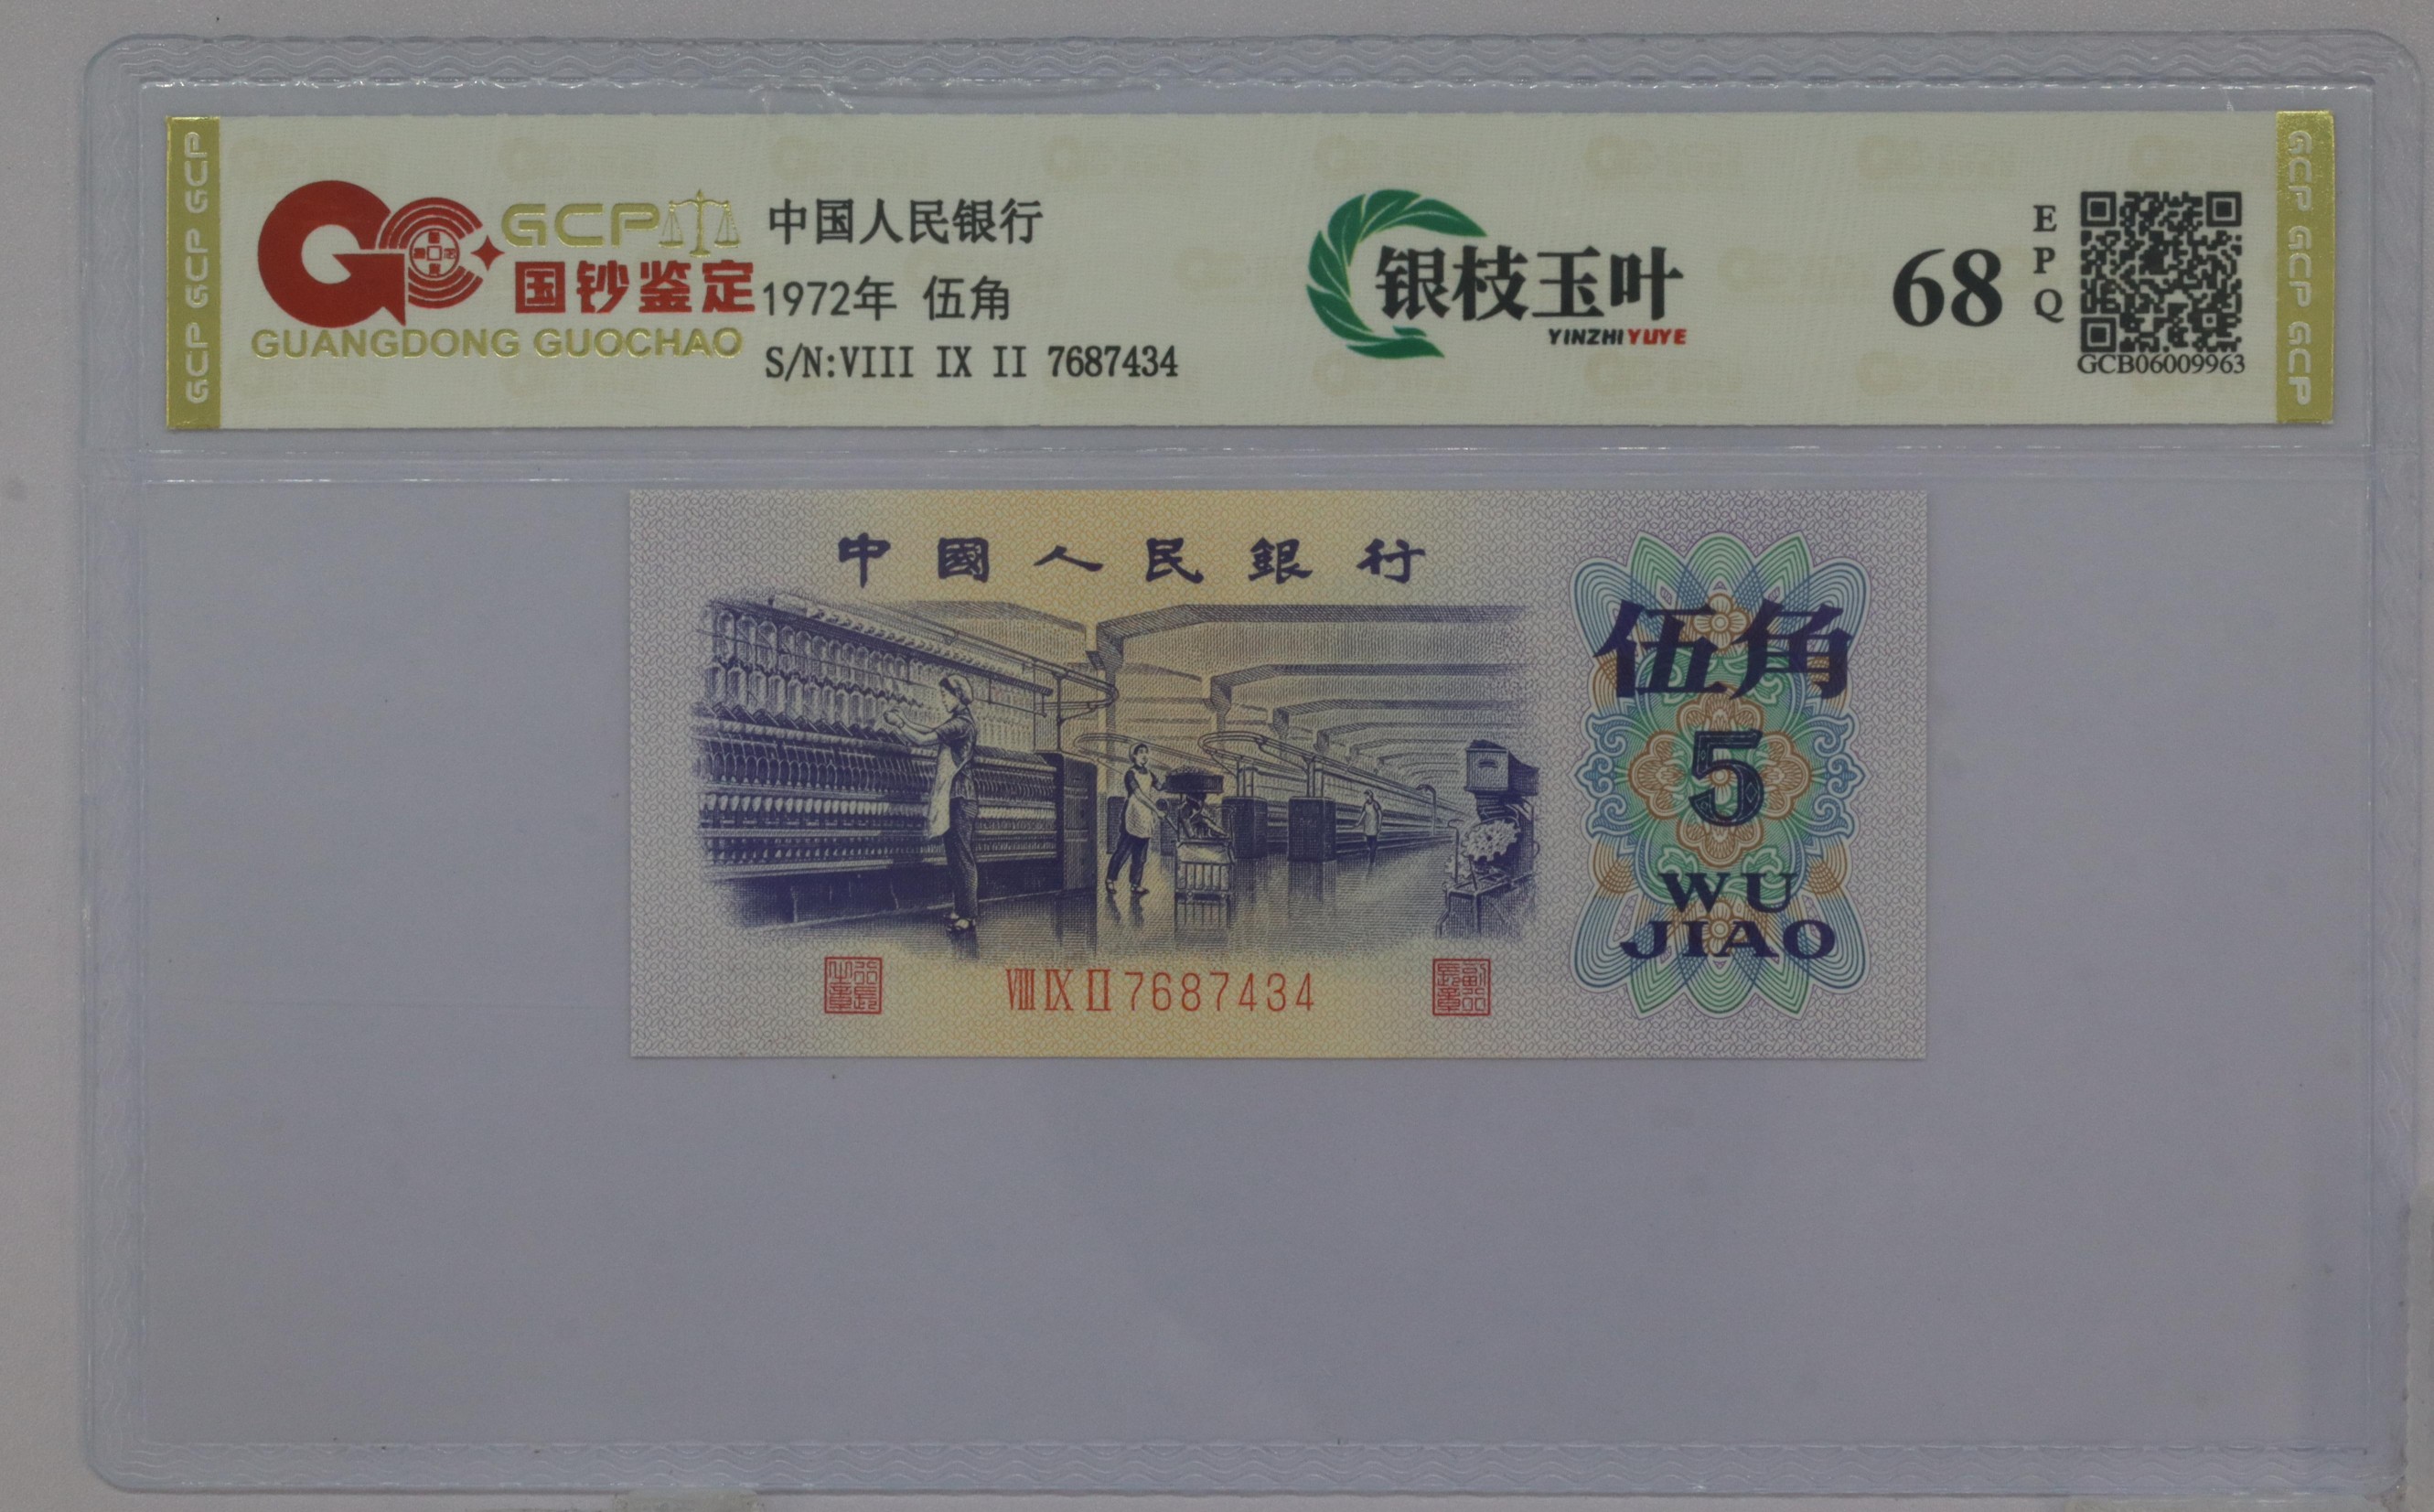 GCP GCP GCP
GCP
国钞鉴定
GUANGDONG GUOCHAO
中国人民银行
1972年 伍角
S/N:VIII IX II 7687434
银枝玉叶
YINZHIYUYE
68
EPQ
GCB06009963
GCP GCP GCP
中國人民銀行
伍角
5
WU
JIAO
VIII IX II 7687434